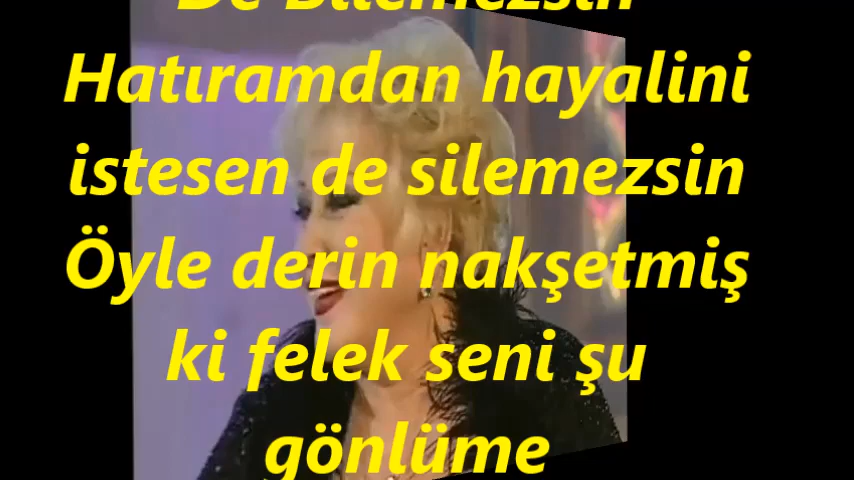 De Bilemezsin
Hatıramdan hayalini
istesen de silemezsin
Öyle derin nakşetmiş
ki felek seni şu
gönlüme